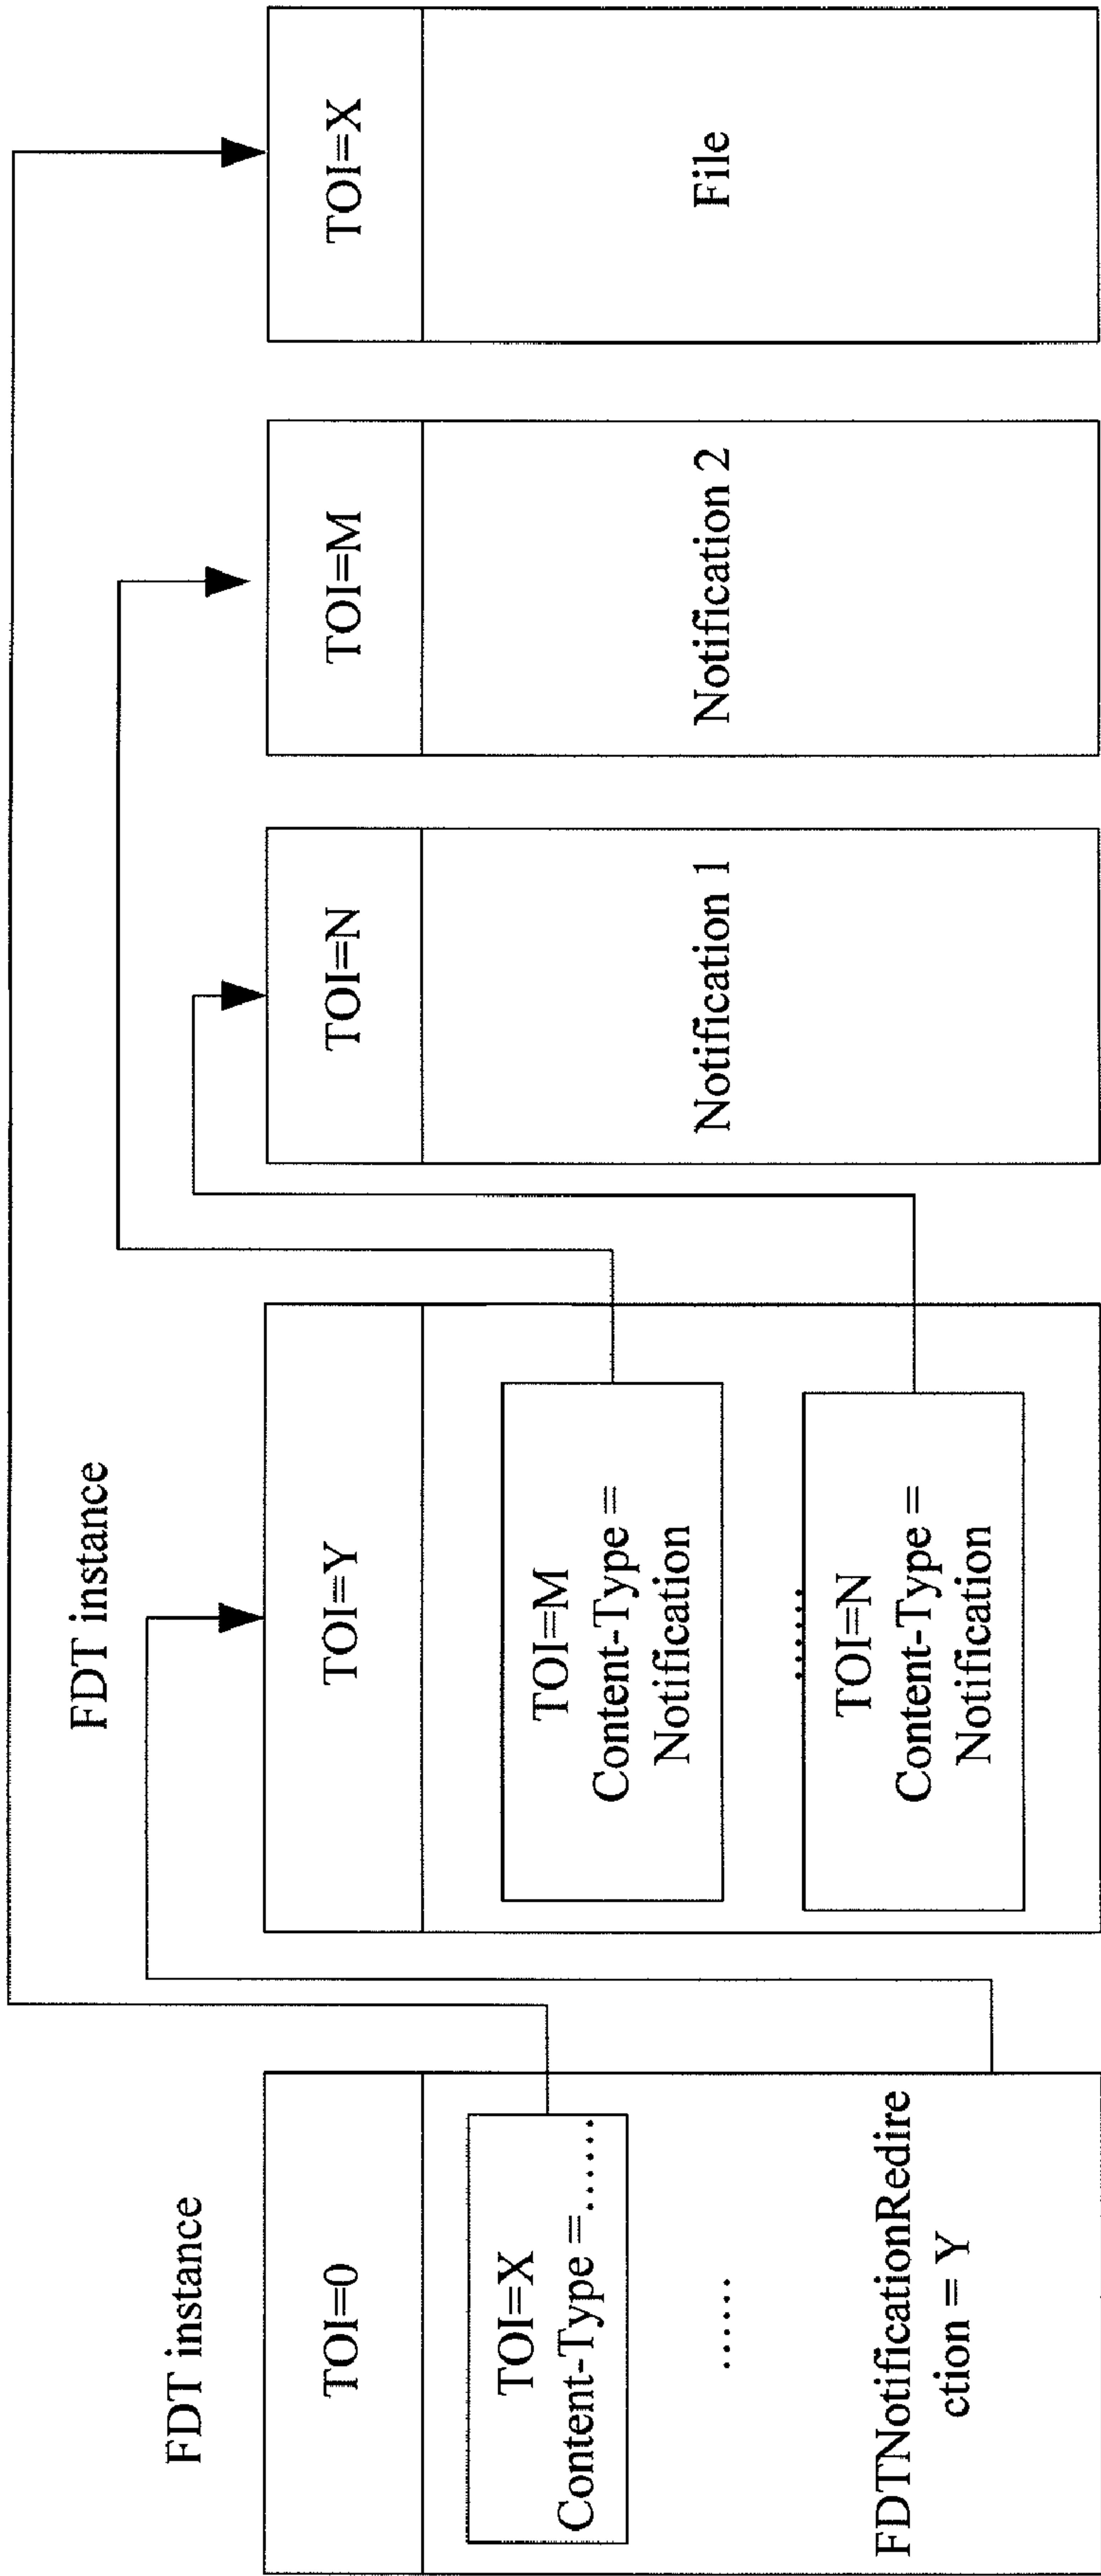 FDT instance
TOI=0
TOI=X
Content-Type =......
......
FDTNotificationRedire
ction = Y
FDT instance
TOI=Y
TOI=M
Content-Type =
Notification
......
TOI=N
Content-Type =
Notification
TOI=N
Notification 1
TOI=M
Notification 2
TOI=X
File